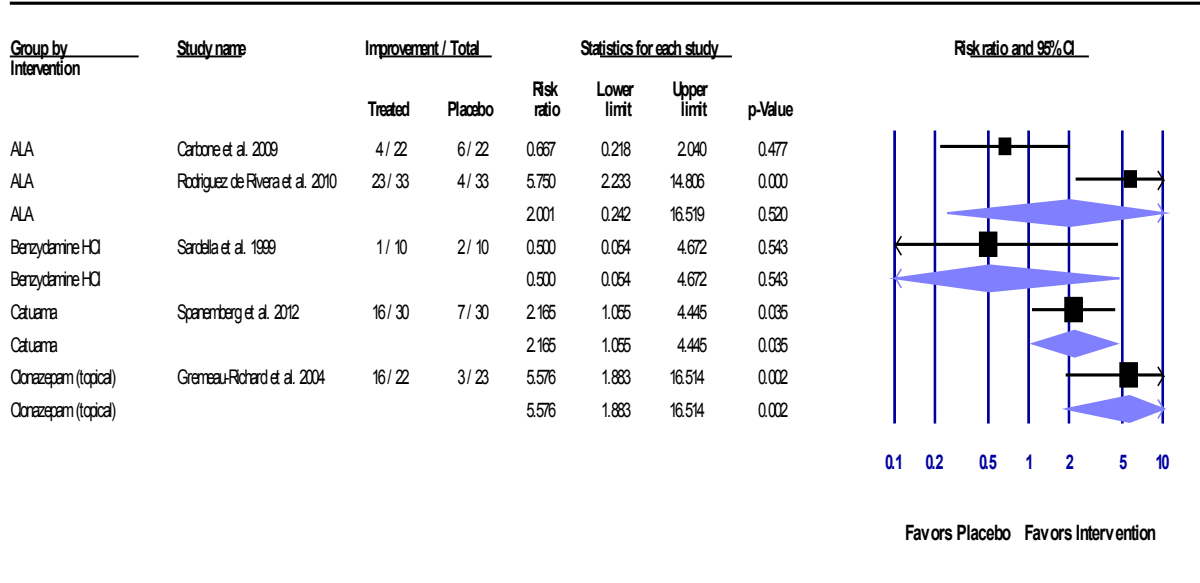 Group by Study name Improvement / Total Statistics for each study Risk ratio and 95% CI
Intervention
Risk Lower Upper
Treated Placebo ratio limit limit p-Value
ALA Carbone et al. 2009 4 / 22 6 / 22 0.667 0.218 2.040 0.477
ALA Rodriguez de Rivera et al. 2010 23 / 33 4 / 33 5.750 2.233 14.806 0.000
ALA 2.001 0.242 16.519 0.520
Benzydamine HCl Sardella et al. 1999 1 / 10 2 / 10 0.500 0.054 4.672 0.543
Benzydamine HCl 0.500 0.054 4.672 0.543
Catuama Spanemberg et al. 2012 16 / 30 7 / 30 2.165 1.055 4.445 0.035
Catuama 2.165 1.055 4.445 0.035
Clonazepam (topical) Gremeau-Richard et al. 2004 16 / 22 3 / 23 5.576 1.883 16.514 0.002
Clonazepam (topical) 5.576 1.883 16.514 0.002
0.1 0.2 0.5 1 2 5 10
Favors Placebo Favors Intervention